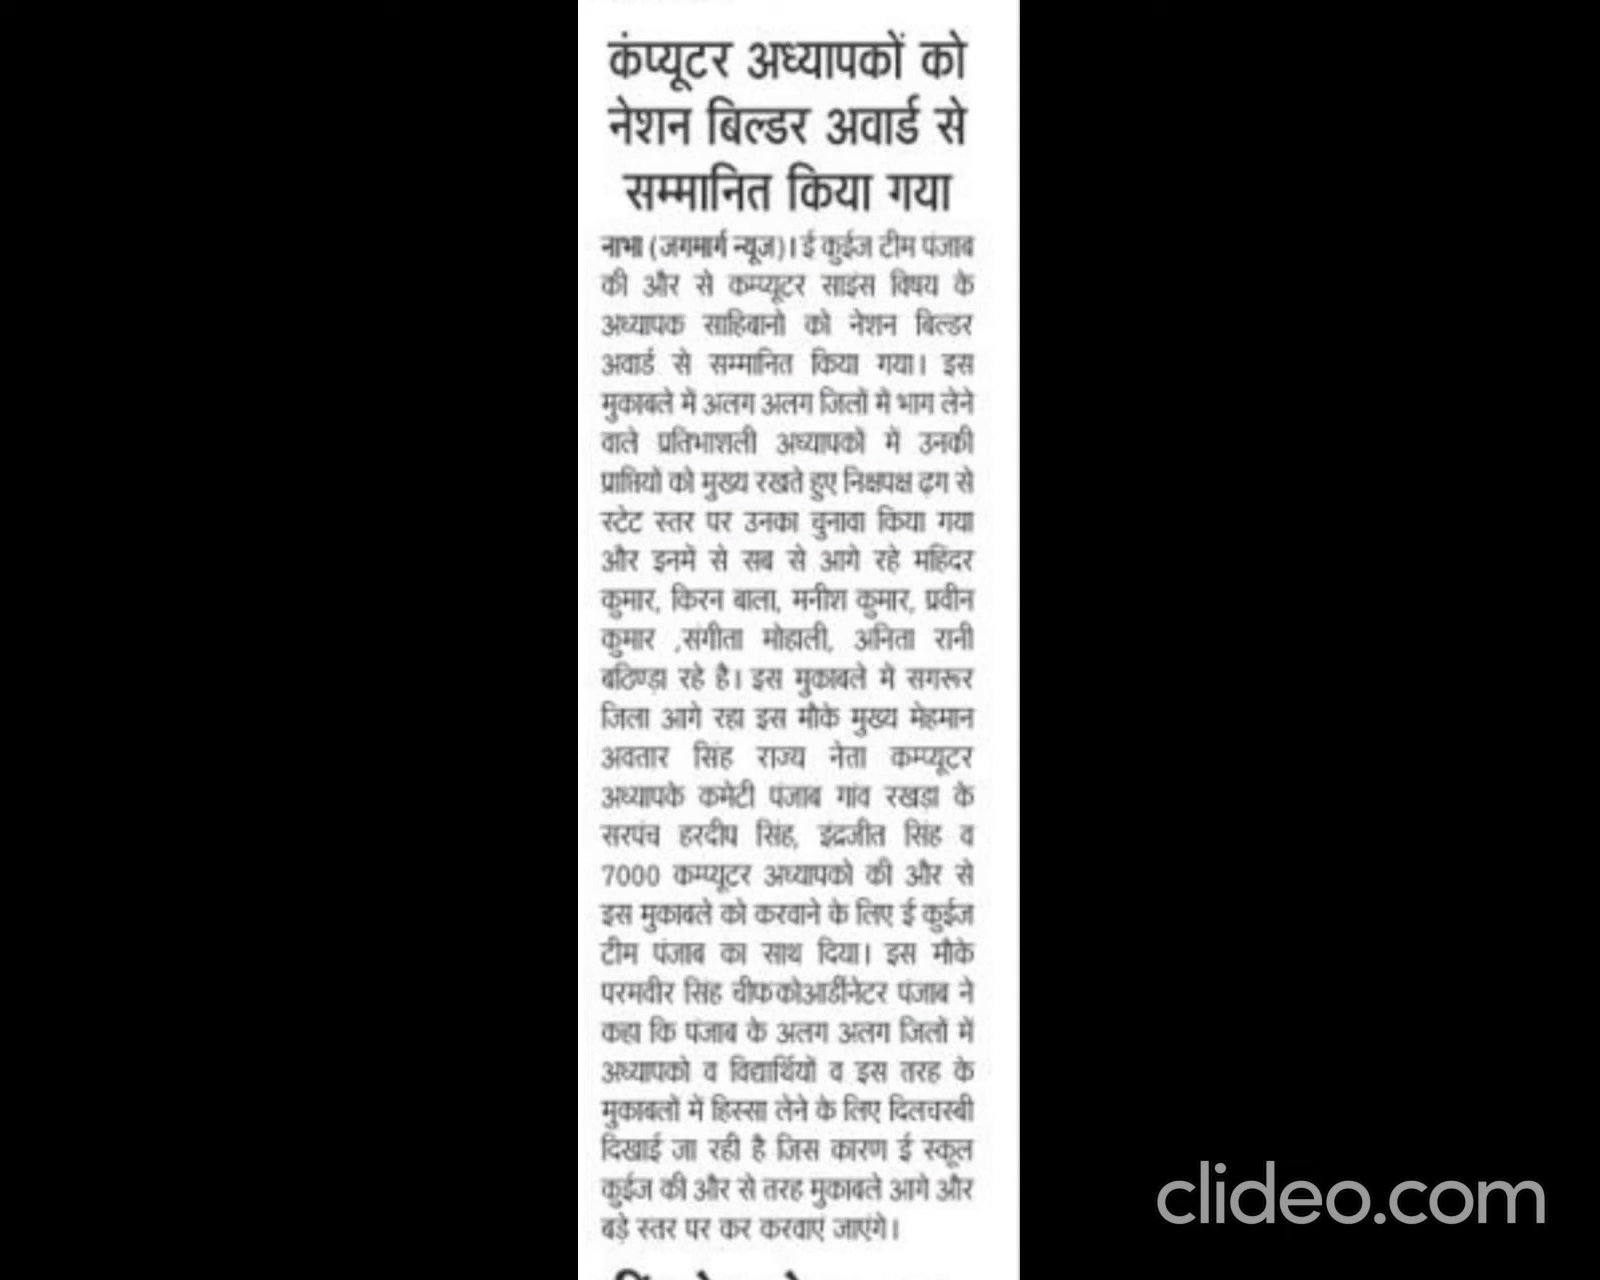 कंप्यूटर अध्यापकों को
नेशन बिल्डर अवार्ड से
सम्मानित किया गया
नाभा (जगमार्ग न्यूज)। ई कुईज टीम पंजाब
की और से कम्प्यूटर साइंस विषय के
अध्यापक साहिबानो को नेशन बिल्डर
अवार्ड से सम्मानित किया गया। इस
मुकाबले में अलग अलग जिलों में भाग लेने
वाले प्रतिभाशली अध्यापकों में उनकी
प्राप्तियो को मुख्य रखते हुए निक्षपक्ष ढ़ग से
स्टेट स्तर पर उनका चुनावा किया गया
और इनमें से सब से आगे रहे महिंदर
कुमार, किरन बाला, मनीश कुमार, प्रवीन
कुमार ,संगीता मोहाली, अनिता रानी
बठिण्ड़ा रहे है। इस मुकाबले मे सगरूर
जिला आगे रहा इस मौके मुख्य मेहमान
अवतार सिंह राज्य नेता कम्प्यूटर
अध्यापके कमेटी पंजाब गांव रखड़ा के
सरपंच हरदीप सिंह, इंद्रजीत सिंह व
7000 कम्प्यूटर अध्यापको की और से
इस मुकाबले को करवाने के लिए ई कुईज
टीम पंजाब का साथ दिया। इस मौके
परमवीर सिंह चीफकोआर्डीनेटर पंजाब ने
कहा कि पंजाब के अलग अलग जिलों में
अध्यापको व विद्यार्थियों व इस तरह के
मुकाबलों में हिस्सा लेने के लिए दिलचस्बी
दिखाई जा रही है जिस कारण ई स्कूल
कुईज की और से तरह मुकाबले आगे और
बड़े स्तर पर कर करवाएं जाएंगे।
clideo.com